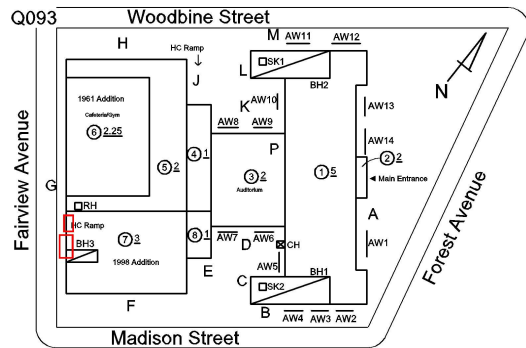 Q093
Woodbine Street
M
AW11
AW12
H
HC Ramp
J
L
SK1
BH2
K
AW10
N
1961 Addition
Cafeteria/Gym
6 2.25
AW13
AW8
AW9
AW14
4 1
P
5 2
3 2
Auditorium
1 5
2 2
Main Entrance
Fairview Avenue
G
RH
A
HC Ramp
BH3
7 3
1998 Addition
8 1
AW7
AW6
D
CH
AW1
Forest Avenue
AW5
E
C
SK2
BH1
F
B
AW4
AW3
AW2
Madison Street